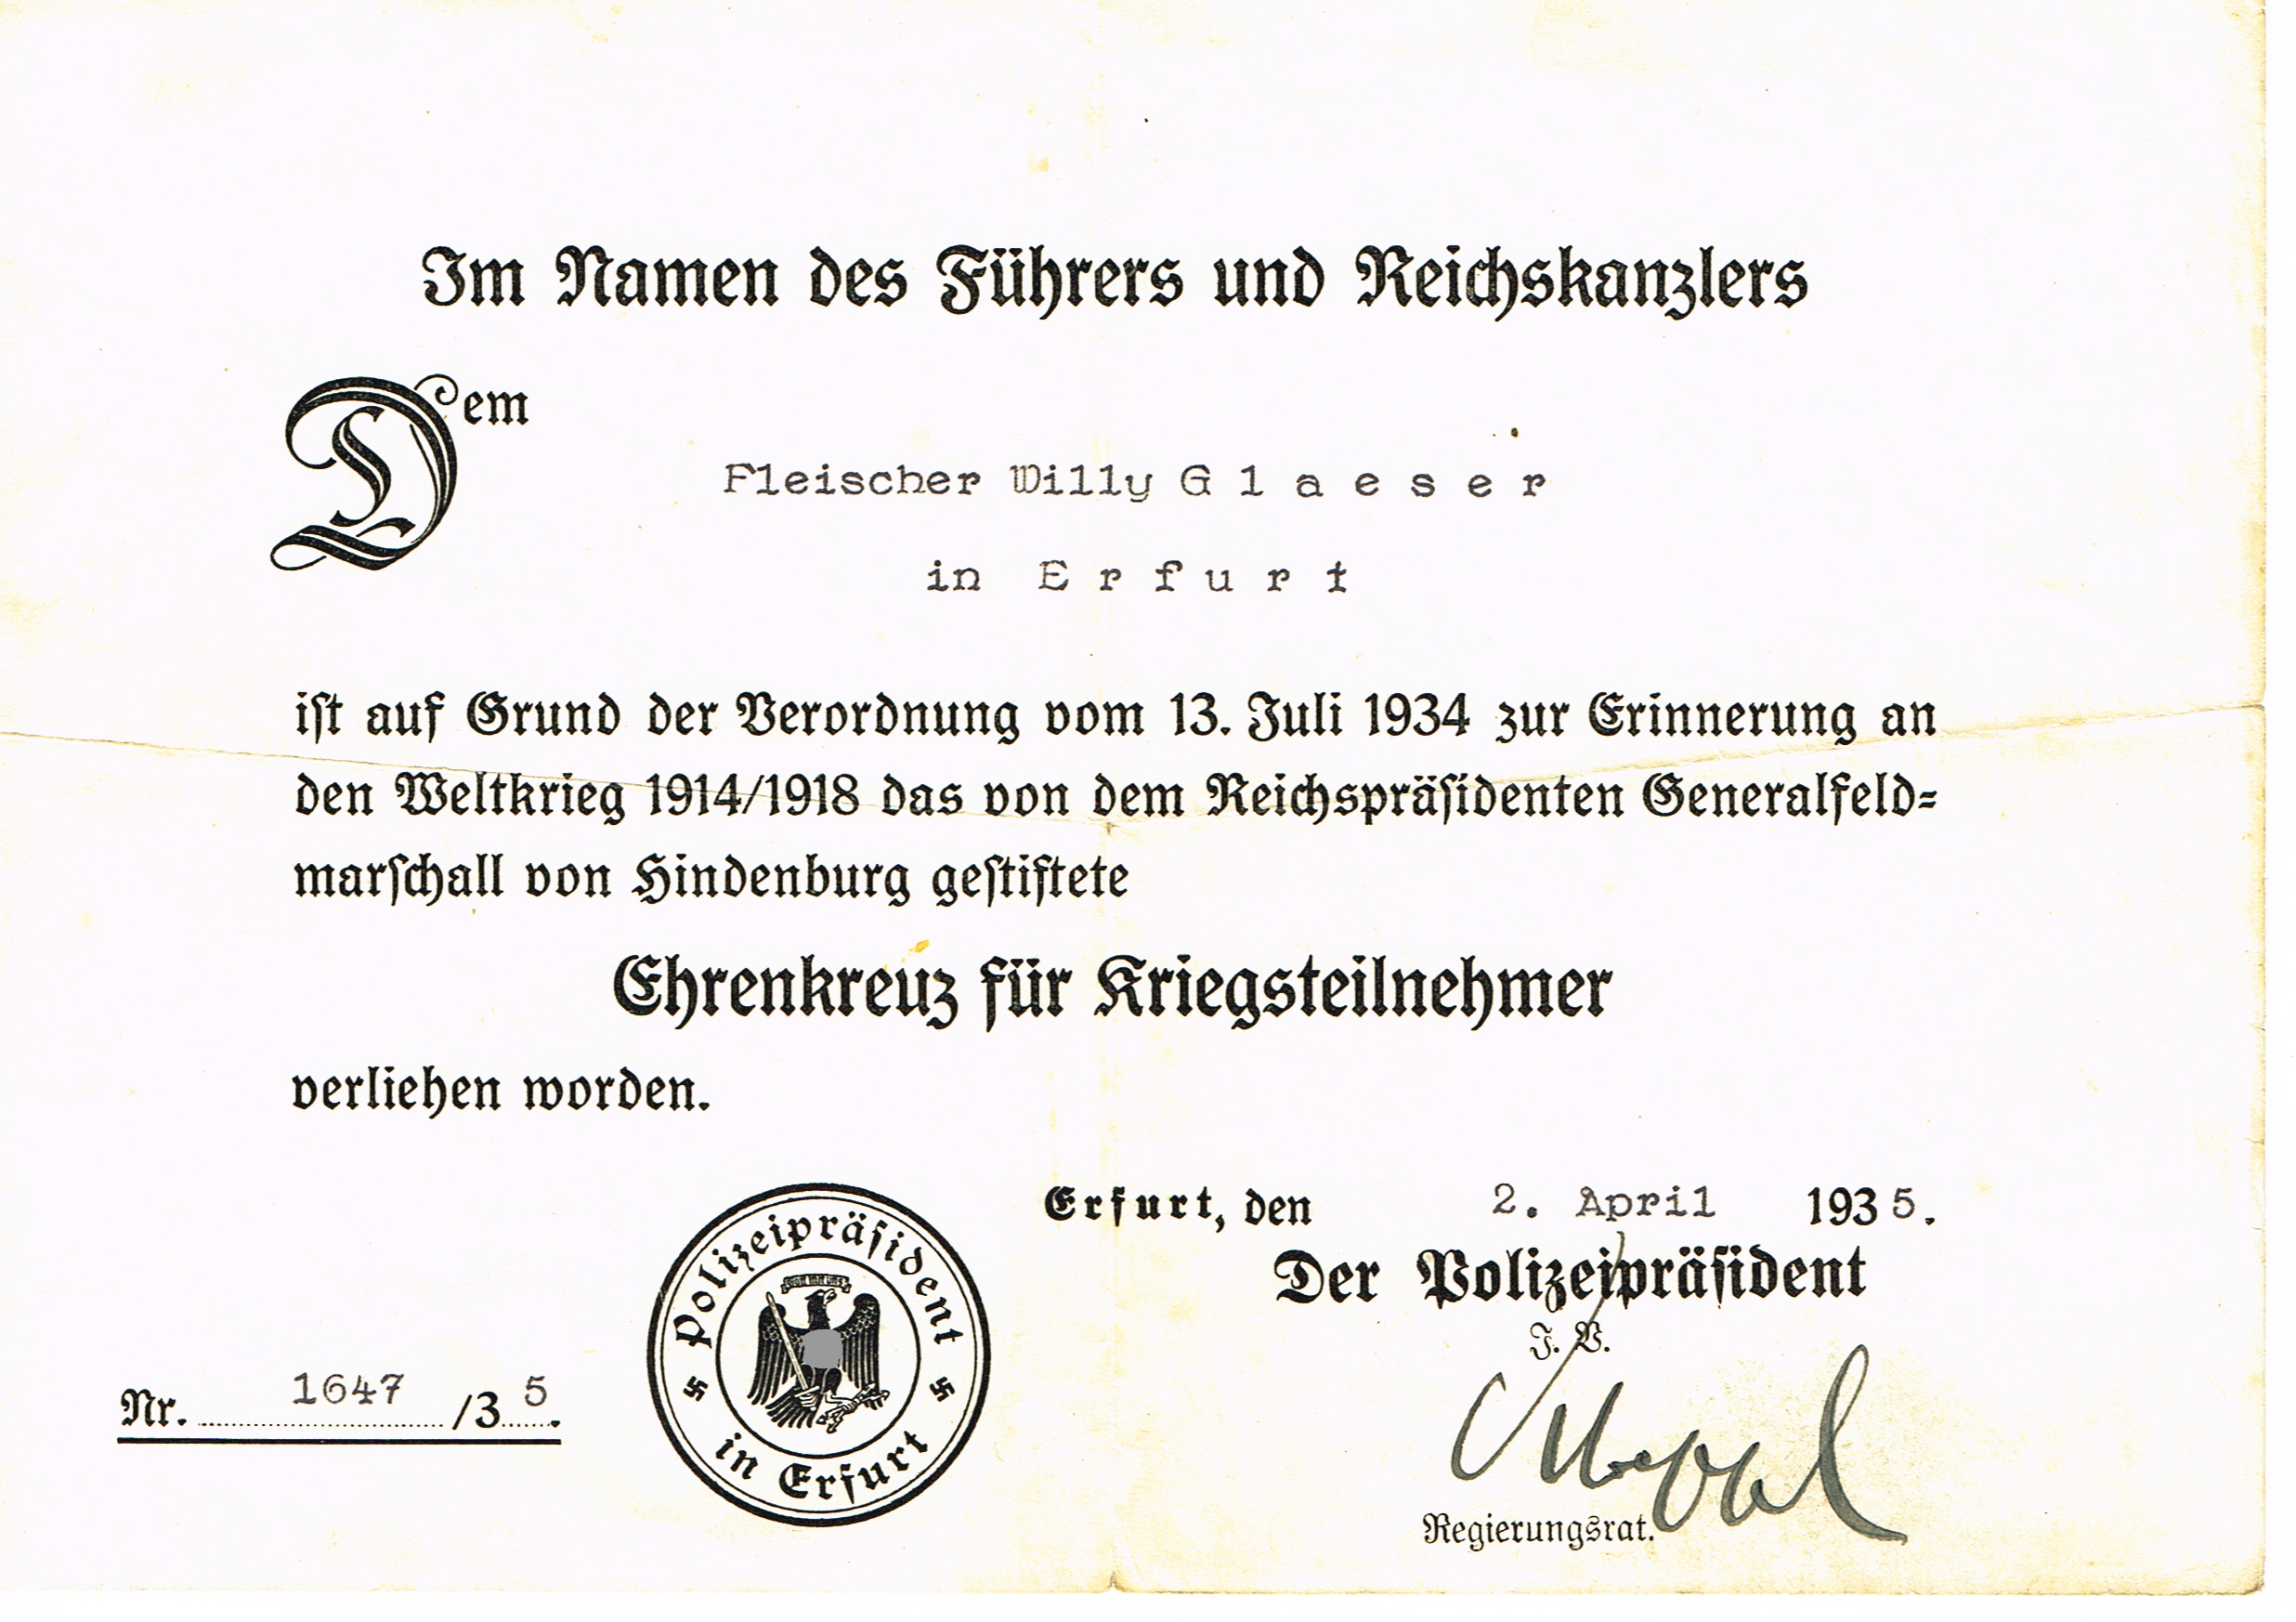 Im Namen des Führers und Reichskanzlers
Dem
Fleischer Willy G l a e s e r
in E r f u r t
iſt auf Grund der Verordnung vom 13. Juli 1934 zur Erinnerung an
den Weltkrieg 1914/1918 das von dem Reichspräſidenten Generalfeld=
marſchall von Hindenburg geſtiftete
Ehrenkreuz für Kriegsteilnehmer
verliehen worden.
Erfurt, den 2. April 1935.
Der Polizeipräſident
J. V.
Regierungsrat.
Nr. 1647 /35.
Polizeipräſident
in Erfurt